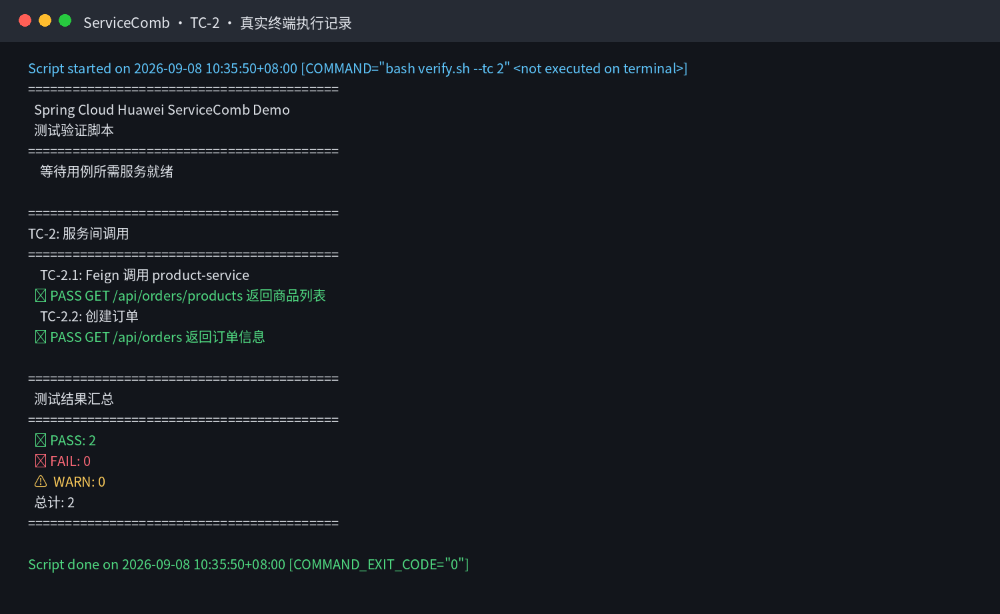 ServiceComb · TC-2 · 真实终端执行记录
Script started on 2026-09-08 10:35:50+08:00 [COMMAND="bash verify.sh --tc 2" <not executed on terminal>]
==========================================
Spring Cloud Huawei ServiceComb Demo
测试验证脚本
==========================================
等待用例所需服务就绪
==========================================
TC-2: 服务间调用
==========================================
TC-2.1: Feign 调用 product-service
PASS GET /api/orders/products 返回商品列表
TC-2.2: 创建订单
PASS GET /api/orders 返回订单信息
==========================================
测试结果汇总
==========================================
PASS: 2
FAIL: 0
⚠ WARN: 0
总计: 2
==========================================
Script done on 2026-09-08 10:35:50+08:00 [COMMAND_EXIT_CODE="0"]